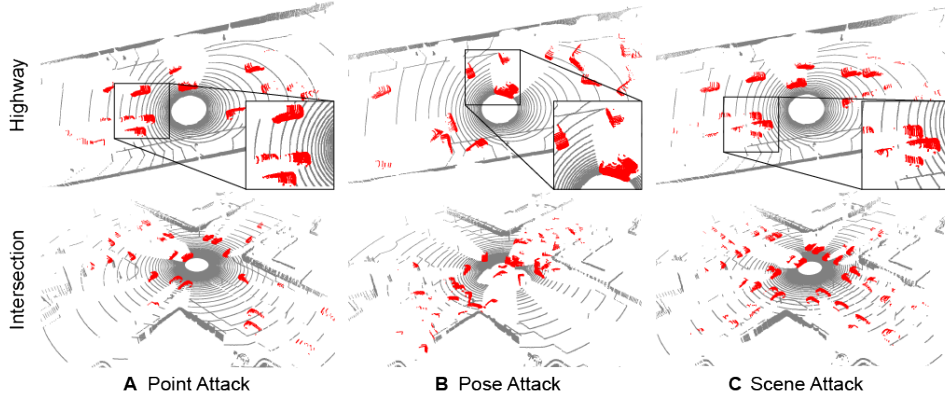 Highway
Intersection
A Point Attack
B Pose Attack
C Scene Attack